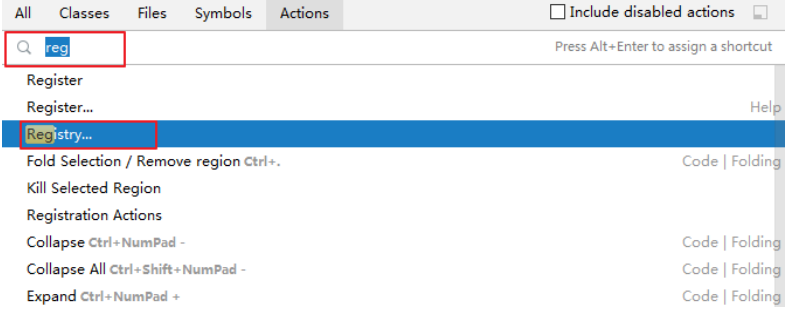 All Classes Files Symbols Actions Include disabled actions
reg Press Alt+Enter to assign a shortcut
Register
Register... Help
Registry...
Fold Selection / Remove region Ctrl+. Code | Folding
Kill Selected Region
Registration Actions
Collapse Ctrl+NumPad - Code | Folding
Collapse All Ctrl+Shift+NumPad - Code | Folding
Expand Ctrl+NumPad + Code | Folding